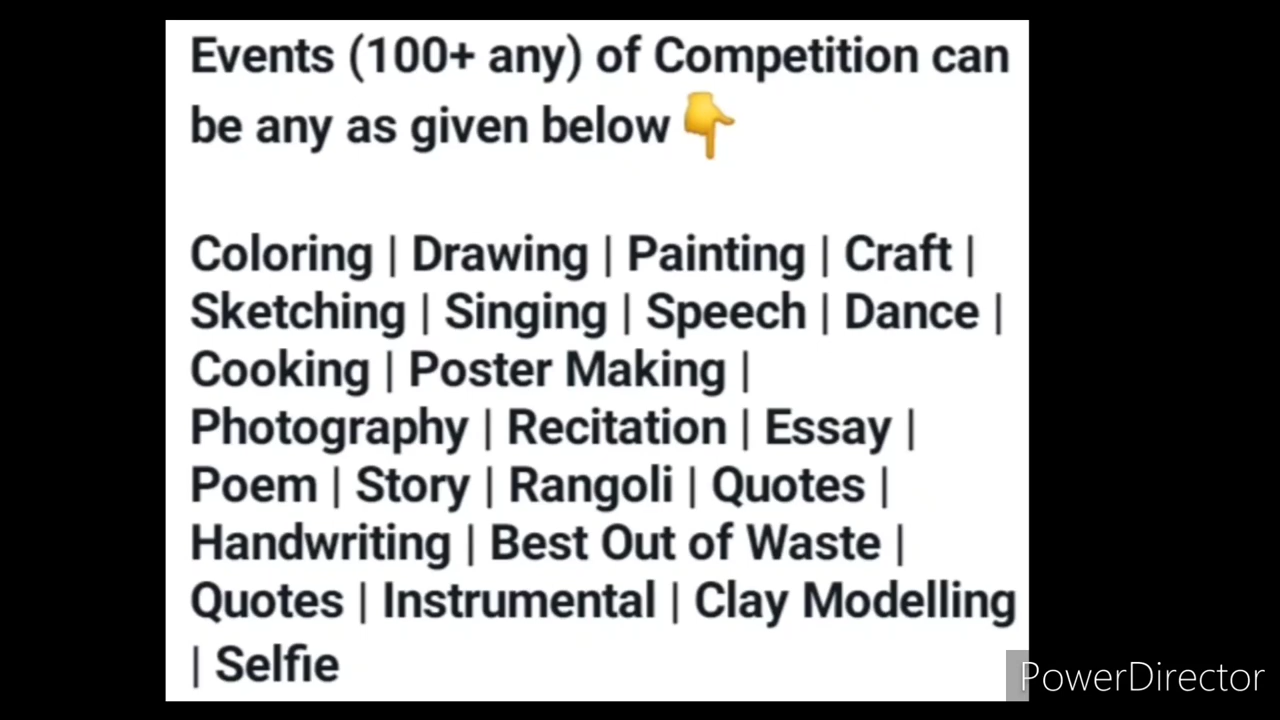 Events (100+ any) of Competition can
be any as given below👇
Coloring | Drawing | Painting | Craft |
Sketching | Singing | Speech | Dance |
Cooking | Poster Making |
Photography | Recitation | Essay |
Poem | Story | Rangoli | Quotes |
Handwriting | Best Out of Waste |
Quotes | Instrumental | Clay Modelling
| Selfie
PowerDirector